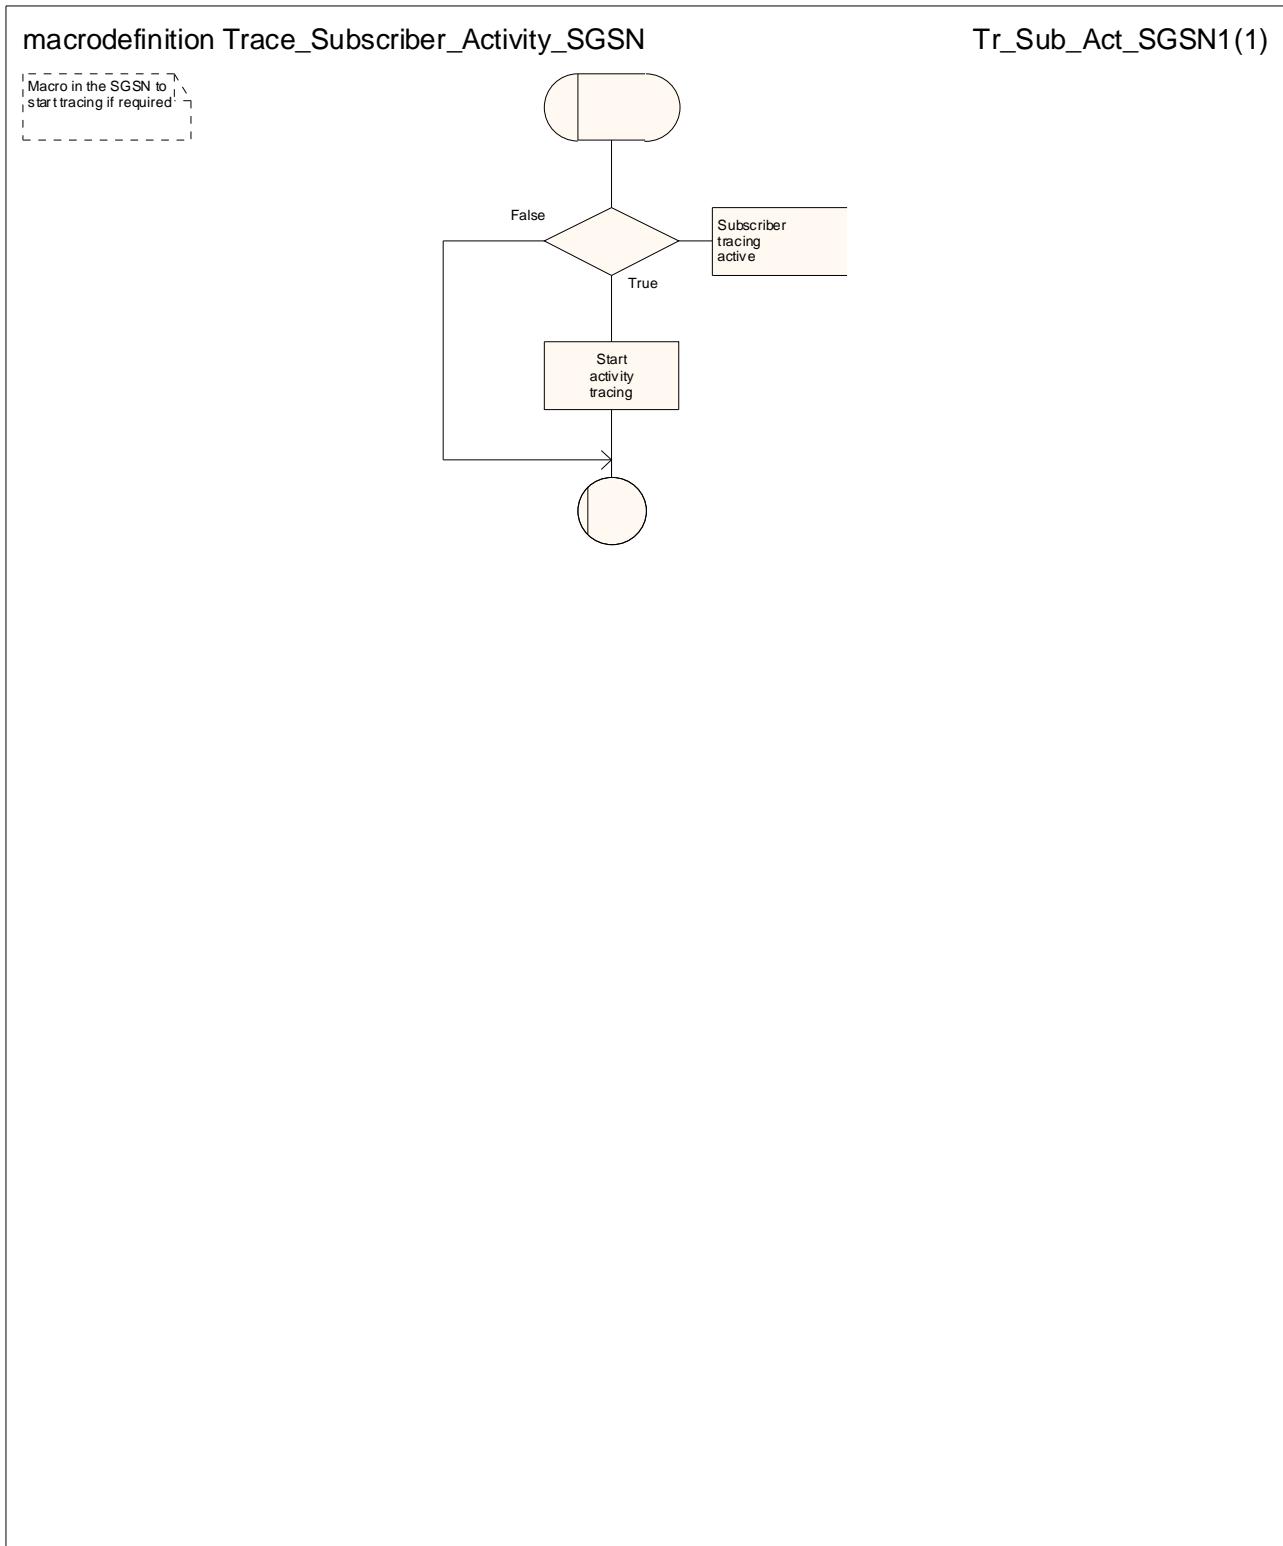 macrodefinition Trace_Subscriber_Activity_SGSN
Tr_Sub_Act_SGSN1(1)
Macro in the SGSN to
start tracing if required
False
Subscriber
tracing
active
True
Start
activity
tracing